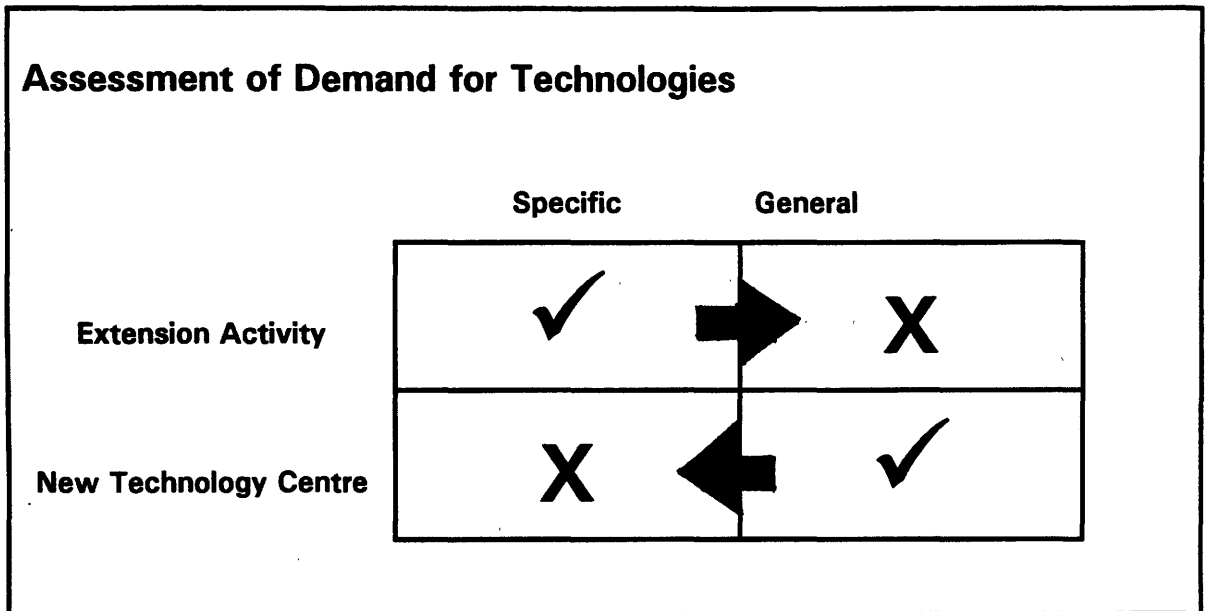 Assessment of Demand for Technologies
Specific General
Extension Activity ✓ X
New Technology Centre X ✓